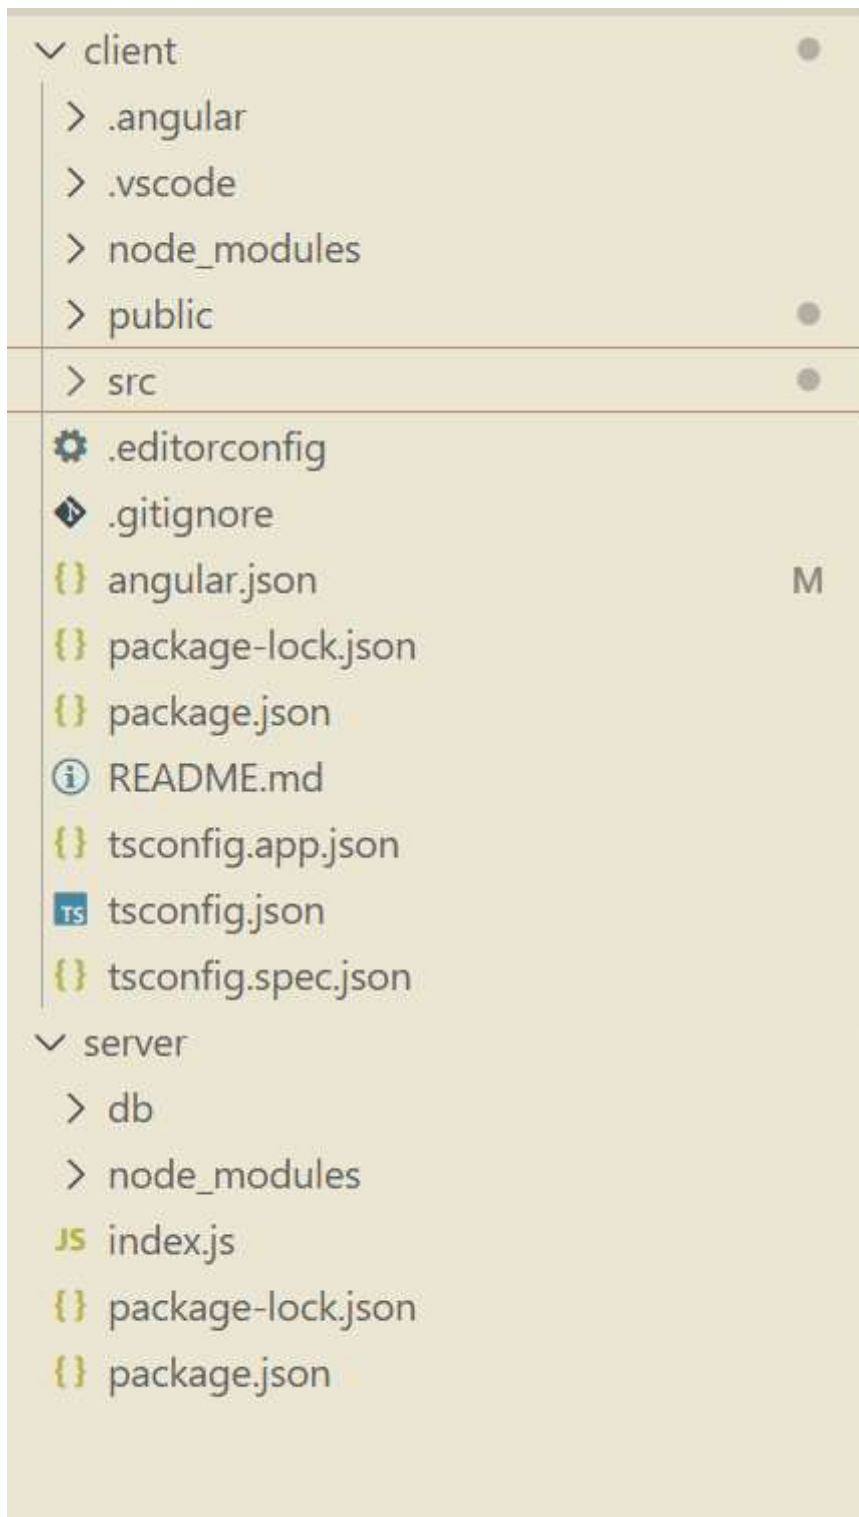 client
.angular
.vscode
node_modules
public
src
.editorconfig
.gitignore
{} angular.json M
{} package-lock.json
{} package.json
README.md
{} tsconfig.app.json
TS tsconfig.json
{} tsconfig.spec.json
server
db
node_modules
JS index.js
{} package-lock.json
{} package.json